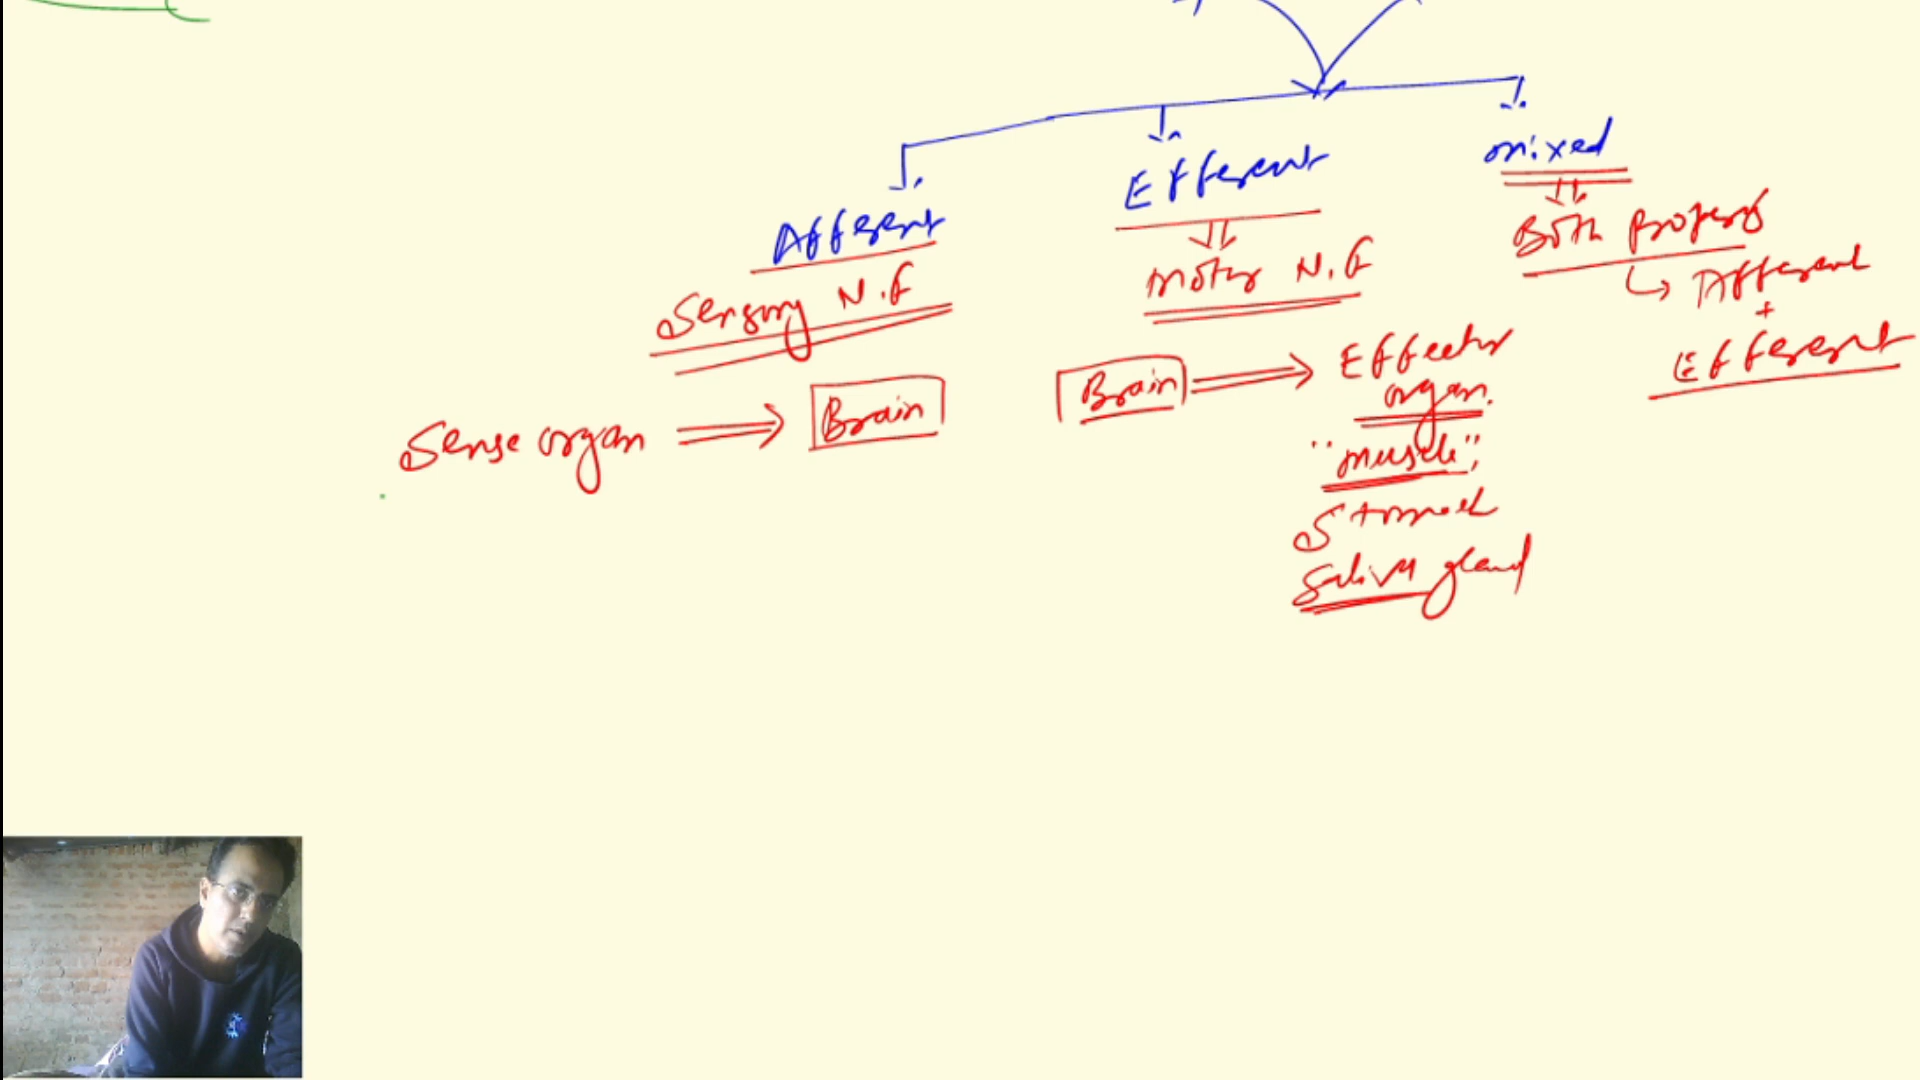 Afferent
Sensory N.F
Sense organ ⇒ Brain
Efferent
Motor N.F
Brain ⇒ Effector
organ.
"muscle",
Stomach
Saliva gland
mixed
Both Property
↳ Afferent
+
Efferent